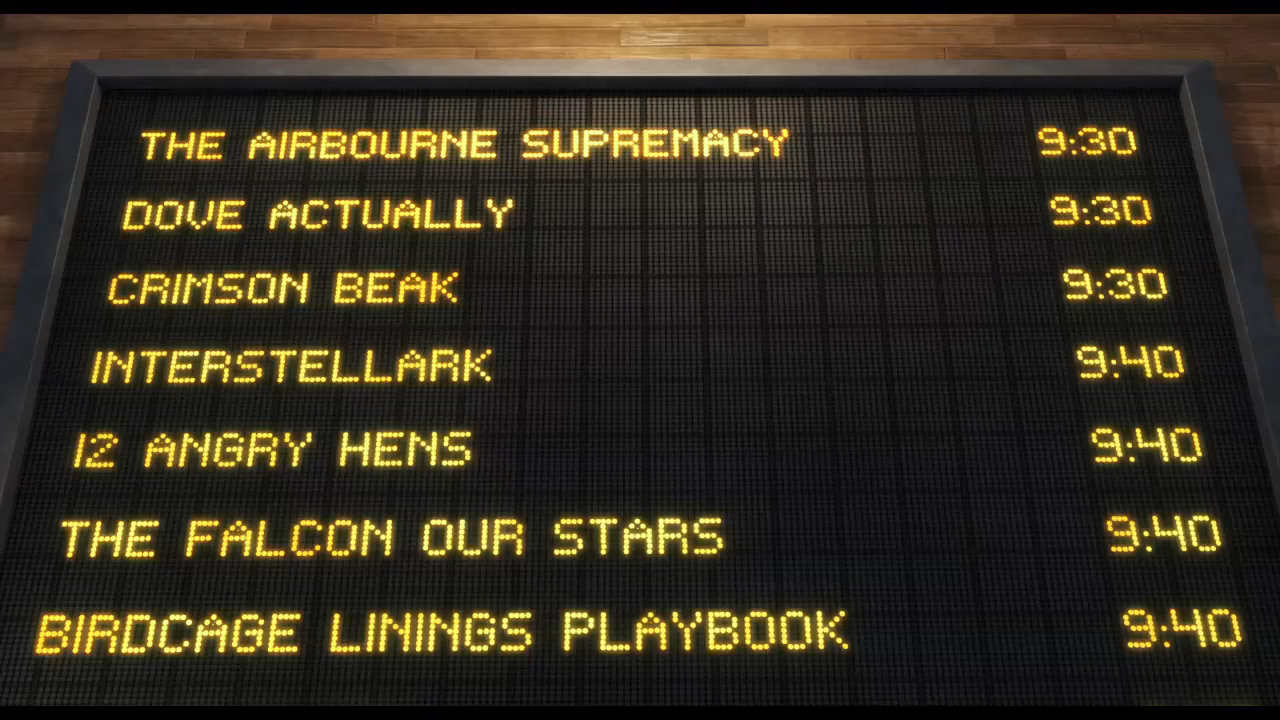 THE AIRBOURNE SUPREMACY 9:30
DOVE ACTUALLY 9:30
CRIMSON BEAK 9:30
INTERSTELLARK 9:40
12 ANGRY HENS 9:40
THE FALCON OUR STARS 9:40
BIRDCAGE LININGS PLAYBOOK 9:40